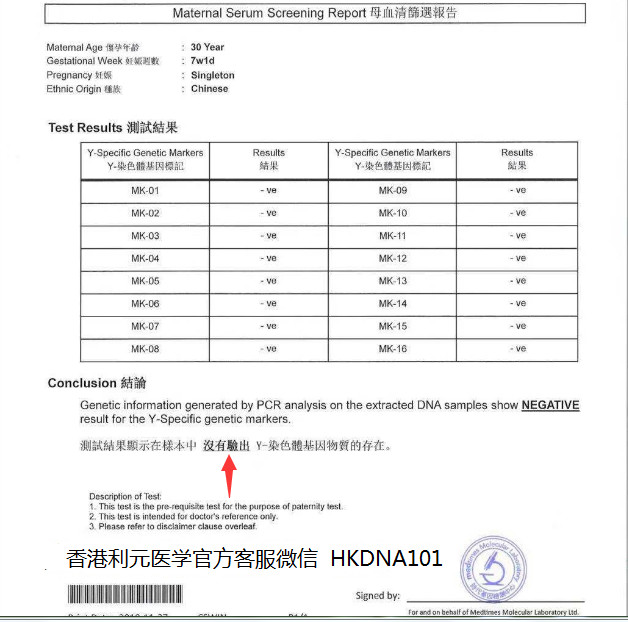 Maternal Serum Screening Report 母血清篩選報告
Maternal Age 懷孕年齡 : 30 Year
Gestational Week 妊娠週數 : 7w1d
Pregnancy 妊娠 : Singleton
Ethnic Origin 種族 : Chinese
Test Results 測試結果
Y-Specific Genetic Markers Results Y-Specific Genetic Markers Results
Y-染色體基因標記 結果 Y-染色體基因標記 結果
MK-01 - ve MK-09 - ve
MK-02 - ve MK-10 - ve
MK-03 - ve MK-11 - ve
MK-04 - ve MK-12 - ve
MK-05 - ve MK-13 - ve
MK-06 - ve MK-14 - ve
MK-07 - ve MK-15 - ve
MK-08 - ve MK-16 - ve
Conclusion 結論
Genetic information generated by PCR analysis on the extracted DNA samples show NEGATIVE
result for the Y-Specific genetic markers.
測試結果顯示在樣本中 沒有驗出 Y-染色體基因物質的存在。
Description of Test:
1. This test is the pre-requisite test for the purpose of paternity test.
2. This test is intended for doctor's reference only.
3. Please refer to disclaimer clause overleaf.
香港利元医学官方客服微信 HKDNA101
Signed by:
For and on behalf of Medtimes Molecular Laboratory Ltd.